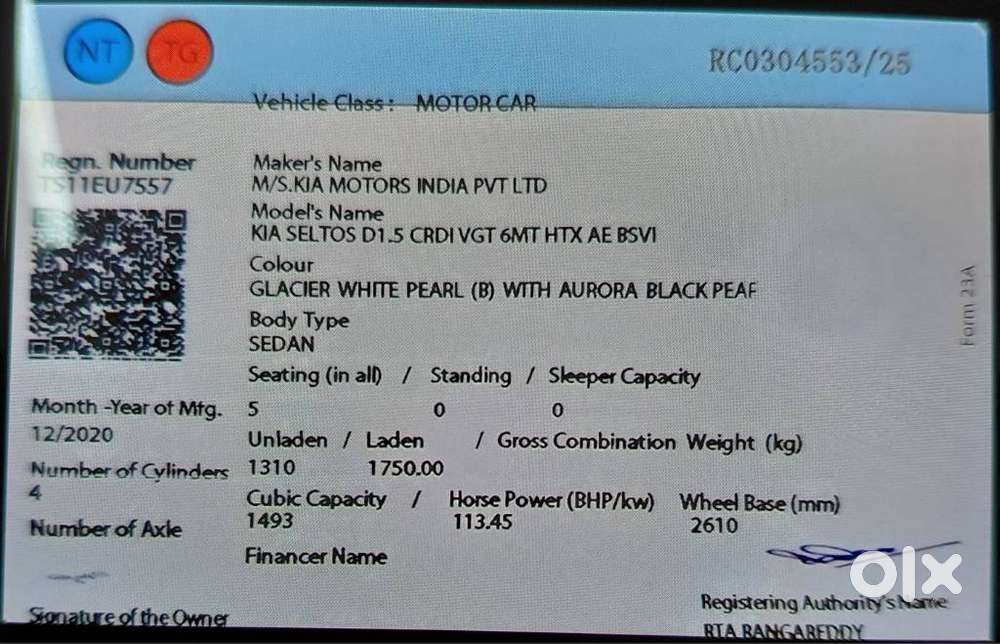 NT TG RC0304553/25
Vehicle Class : MOTOR CAR
Regn. Number
TS11EU7557
Maker's Name
M/S.KIA MOTORS INDIA PVT LTD
Model's Name
KIA SELTOS D1.5 CRDI VGT 6MT HTX AE BSVI
Colour
GLACIER WHITE PEARL (B) WITH AURORA BLACK PEAF
Body Type
SEDAN
Seating (in all) / Standing / Sleeper Capacity
5 0 0
Month -Year of Mfg.
12/2020
Unladen / Laden / Gross Combination Weight (kg)
1310 1750.00
Number of Cylinders
4
Cubic Capacity / Horse Power (BHP/kw) Wheel Base (mm)
1493 113.45 2610
Number of Axle
Financer Name
Form 23A
olx
Signature of the Owner
Registering Authority's Name
RTA RANGAREDDY